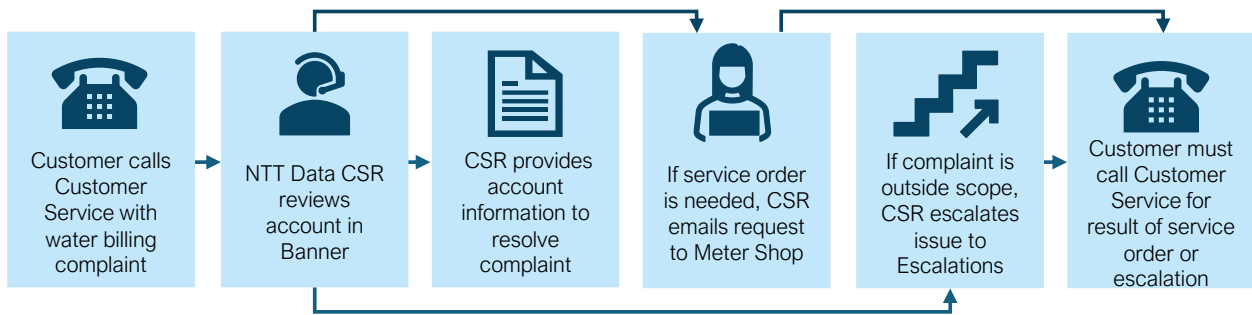 Customer calls
Customer
Service with
water billing
complaint
NTT Data CSR
reviews
account in
Banner
CSR provides
account
information to
resolve
complaint
If service order
is needed, CSR
emails request
to Meter Shop
If complaint is
outside scope,
CSR escalates
issue to
Escalations
Customer must
call Customer
Service for
result of service
order or
escalation